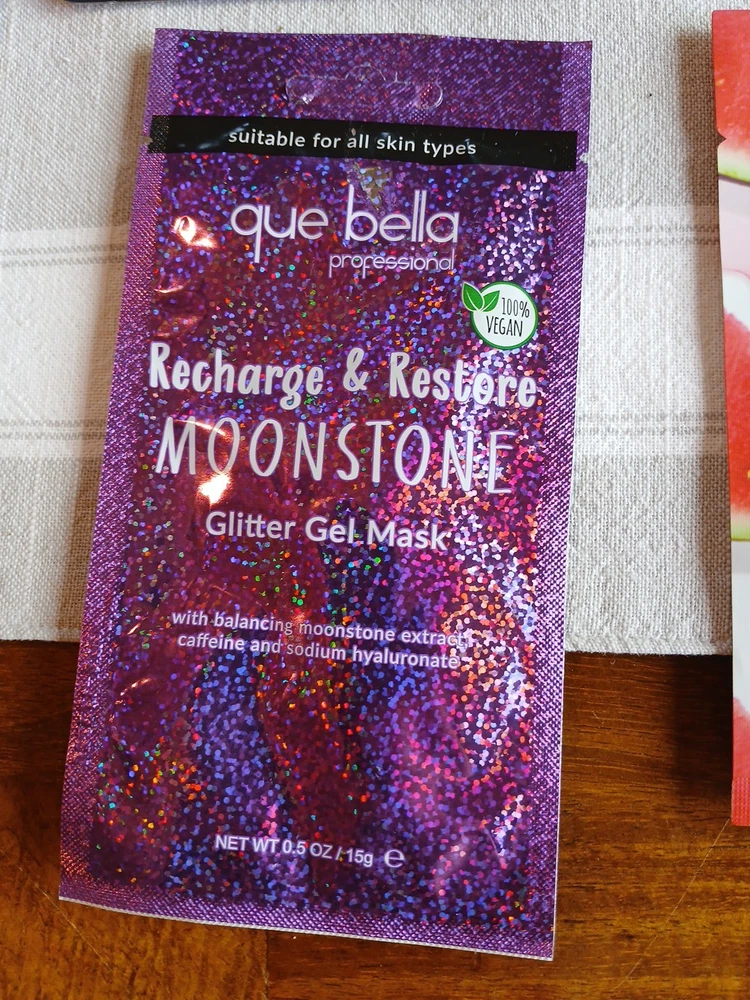 suitable for all skin types
que bella
professional
100%
VEGAN
Recharge & Restore
MOONSTONE
Glitter Gel Mask
with balancing moonstone extract,
caffeine and sodium hyaluronate
NET WT 0.5 OZ / 15g ℮